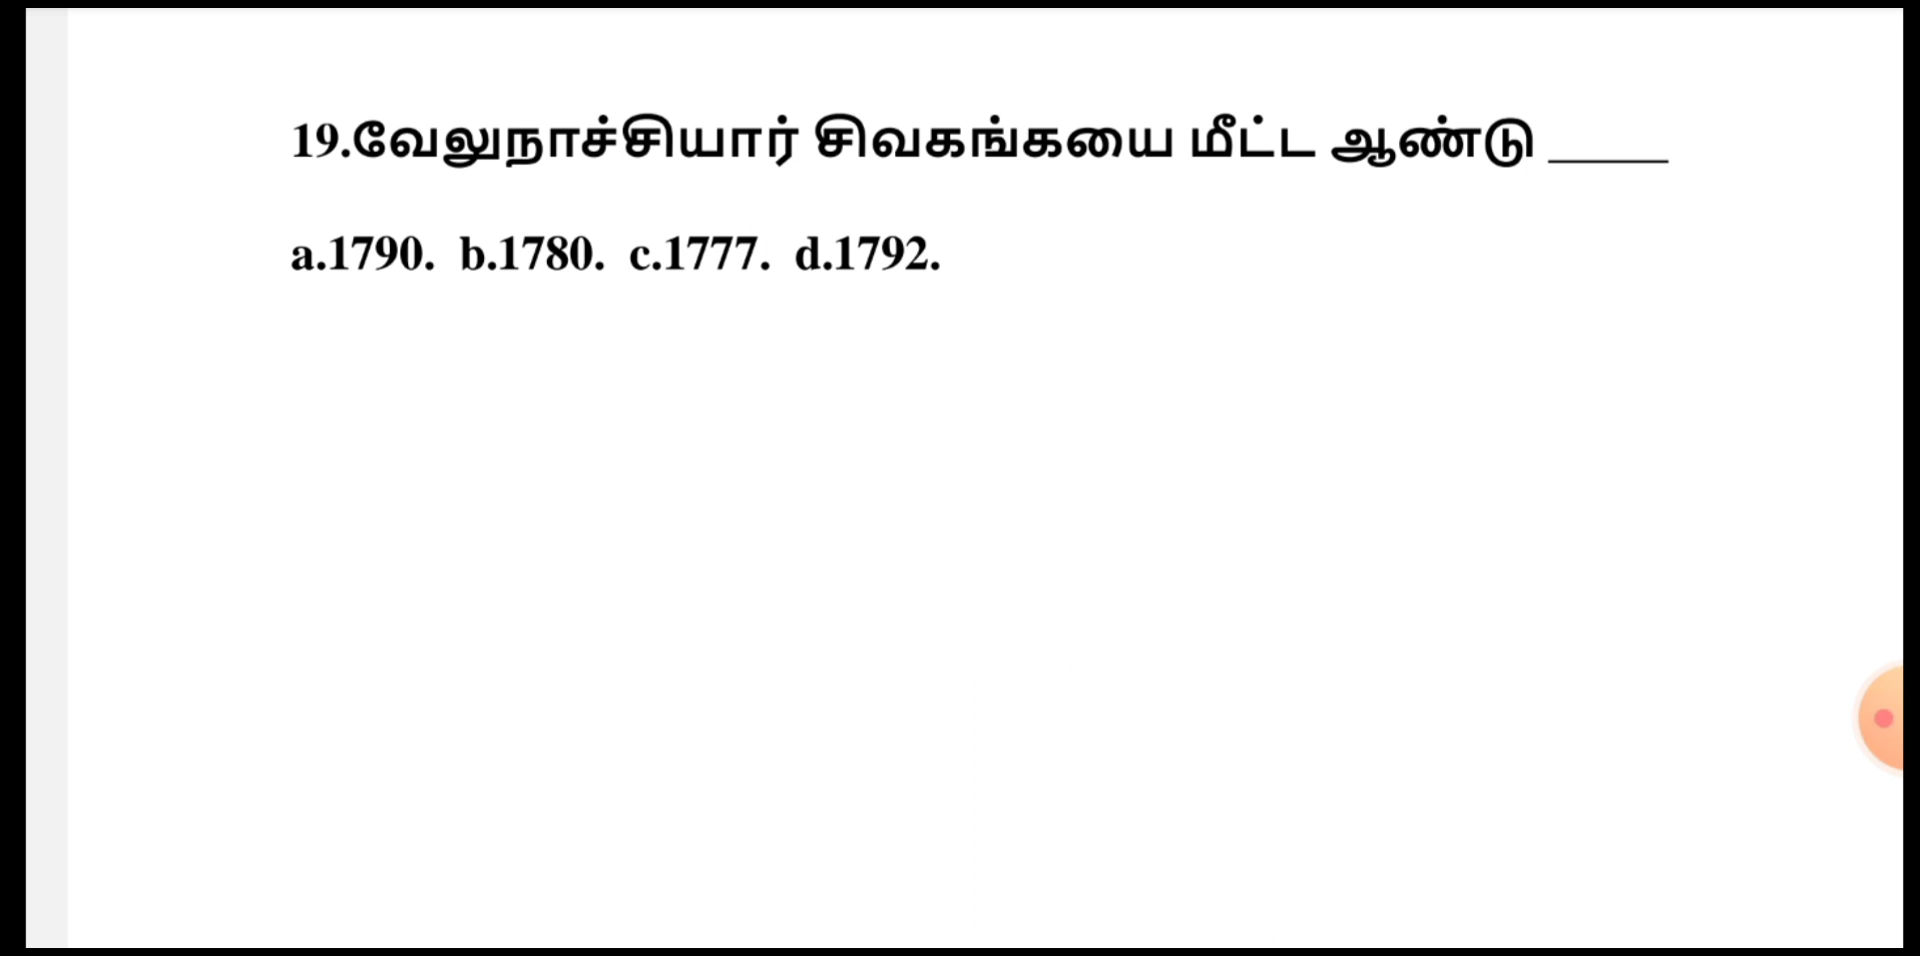 19.வேலுநாச்சியார் சிவகங்கயை மீட்ட ஆண்டு _____
a.1790. b.1780. c.1777. d.1792.